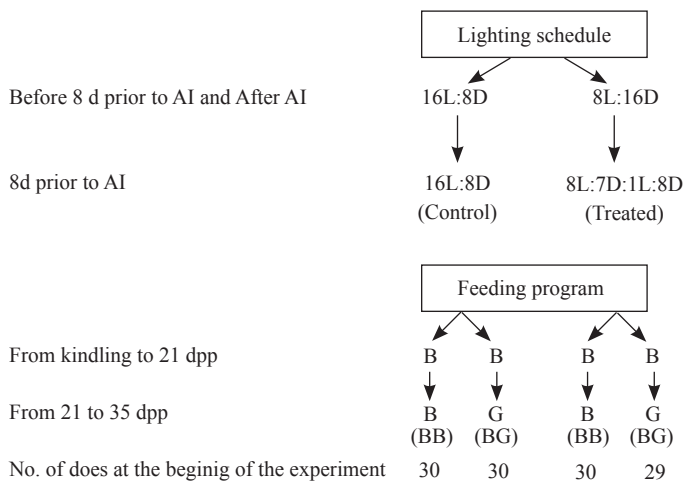 Lighting schedule
Before 8 d prior to AI and After AI 16L:8D 8L:16D
8d prior to AI 16L:8D 8L:7D:1L:8D
(Control) (Treated)
Feeding program
From kindling to 21 dpp B B B B
From 21 to 35 dpp B G B G
(BB) (BG) (BB) (BG)
No. of does at the beginig of the experiment 30 30 30 29